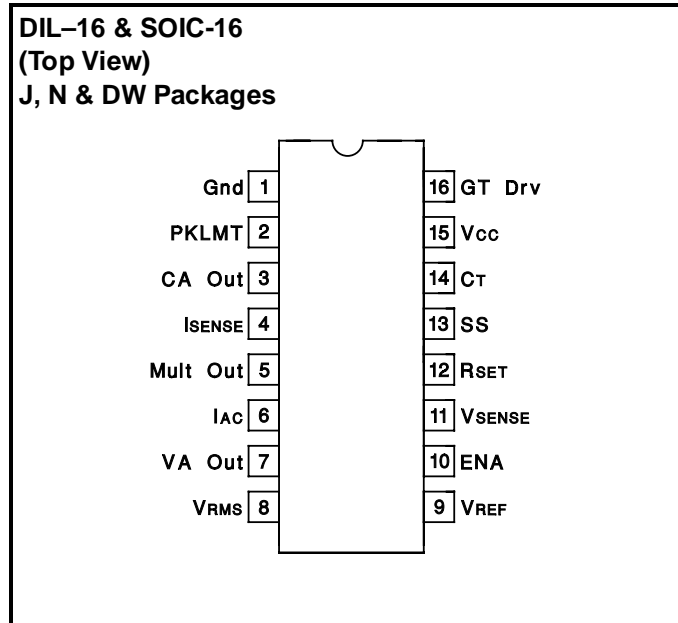 DIL–16 & SOIC-16
(Top View)
J, N & DW Packages
Gnd 1
PKLMT 2
CA Out 3
ISENSE 4
Mult Out 5
IAC 6
VA Out 7
VRMS 8
16 GT Drv
15 VCC
14 CT
13 SS
12 RSET
11 VSENSE
10 ENA
9 VREF